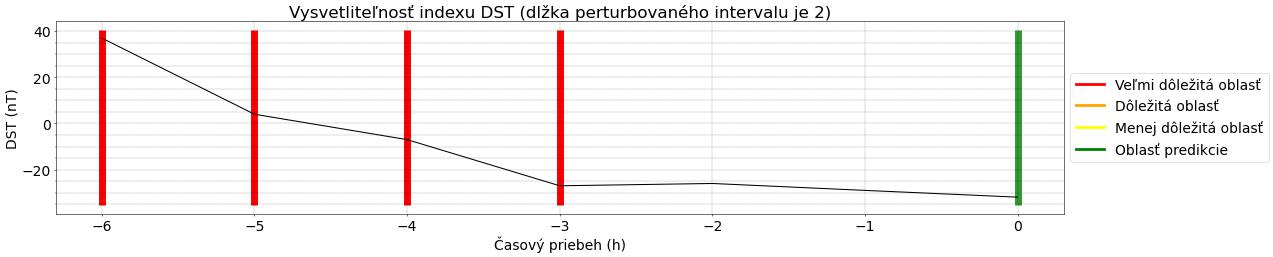 Vysvetliteľnosť indexu DST (dĺžka perturbovaného intervalu je 2)
40
20
0
−20
DST (nT)
−6 −5 −4 −3 −2 −1 0
Časový priebeh (h)
Veľmi dôležitá oblasť
Dôležitá oblasť
Menej dôležitá oblasť
Oblasť predikcie